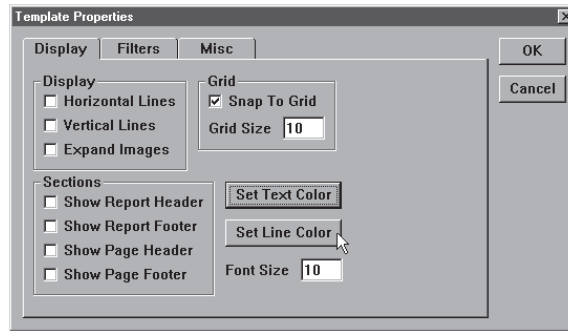 Template Properties
Display Filters Misc
OK
Cancel
Display
Horizontal Lines
Vertical Lines
Expand Images
Grid
Snap To Grid
Grid Size 10
Sections
Show Report Header
Show Report Footer
Show Page Header
Show Page Footer
Set Text Color
Set Line Color
Font Size 10